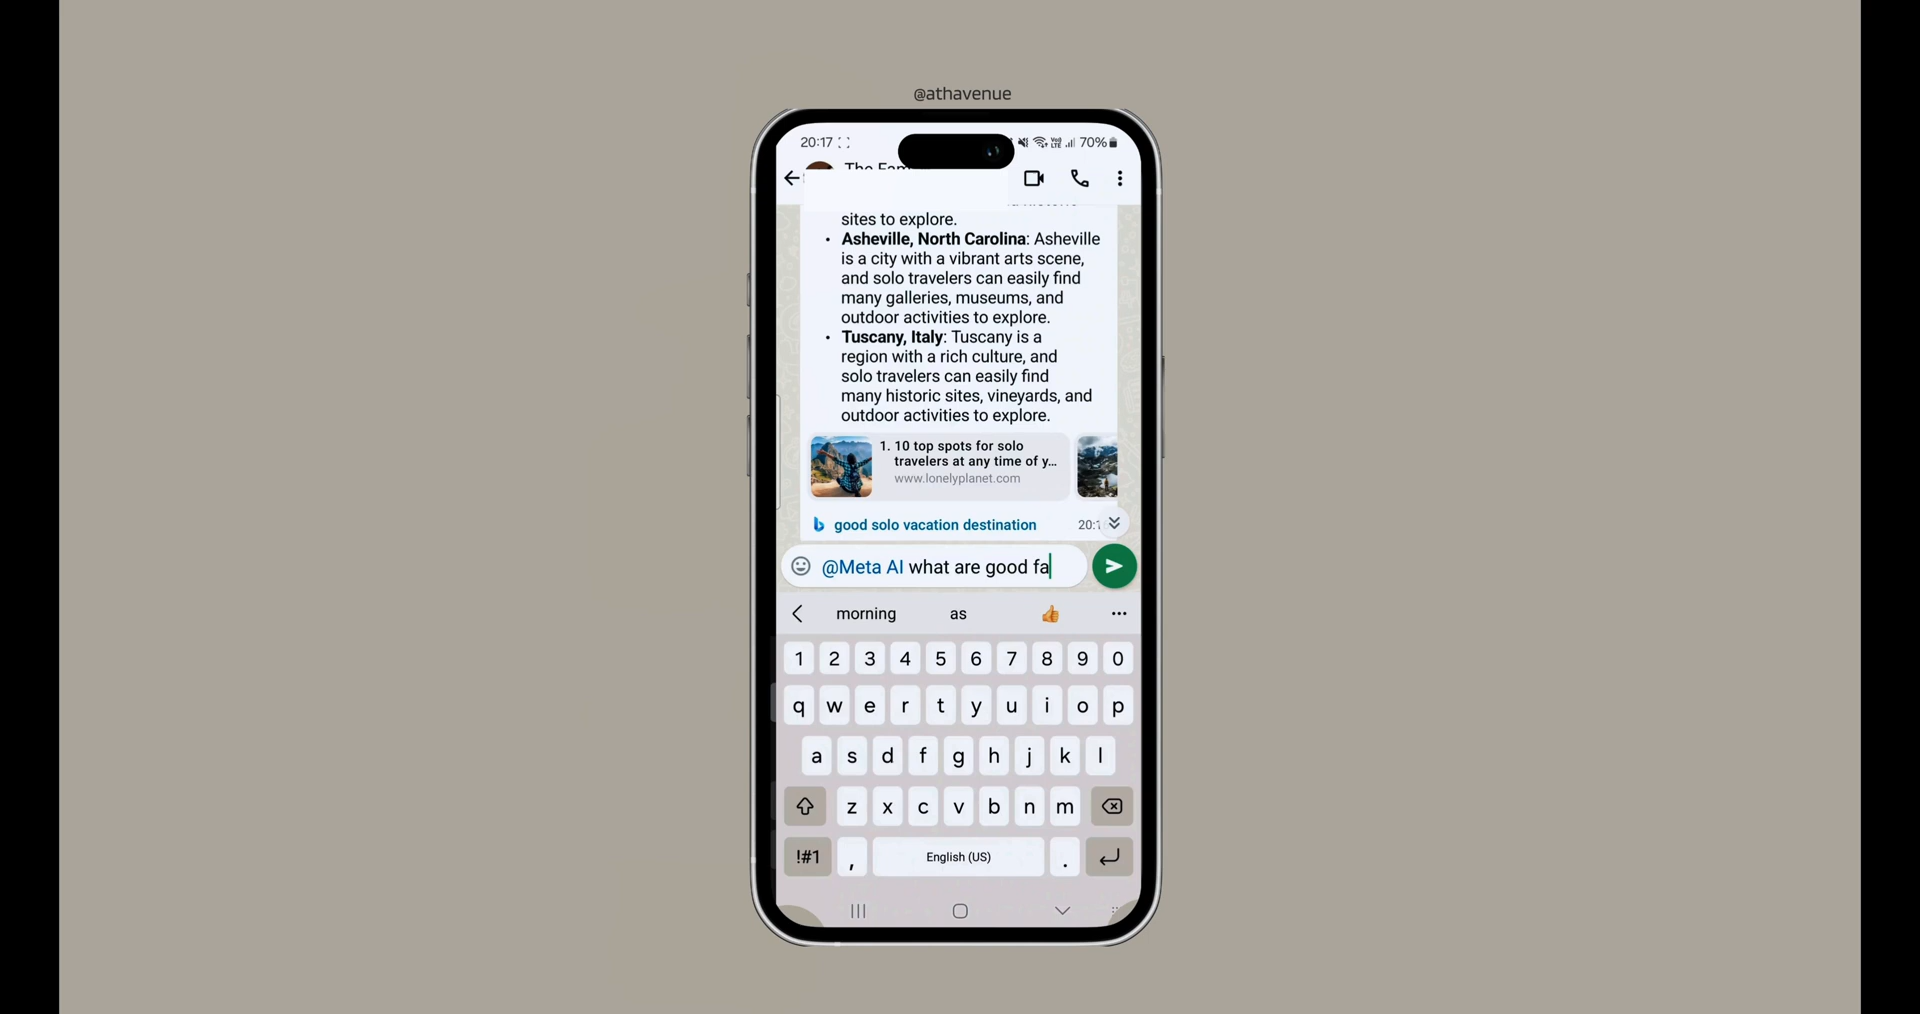 @athavenue
20:17
70%
sites to explore.
• Asheville, North Carolina: Asheville
is a city with a vibrant arts scene,
and solo travelers can easily find
many galleries, museums, and
outdoor activities to explore.
• Tuscany, Italy: Tuscany is a
region with a rich culture, and
solo travelers can easily find
many historic sites, vineyards, and
outdoor activities to explore.
1. 10 top spots for solo
travelers at any time of y...
www.lonelyplanet.com
good solo vacation destination
@Meta AI what are good fa
morning as
1 2 3 4 5 6 7 8 9 0
q w e r t y u i o p
a s d f g h j k l
z x c v b n m
!#1 , English (US) .